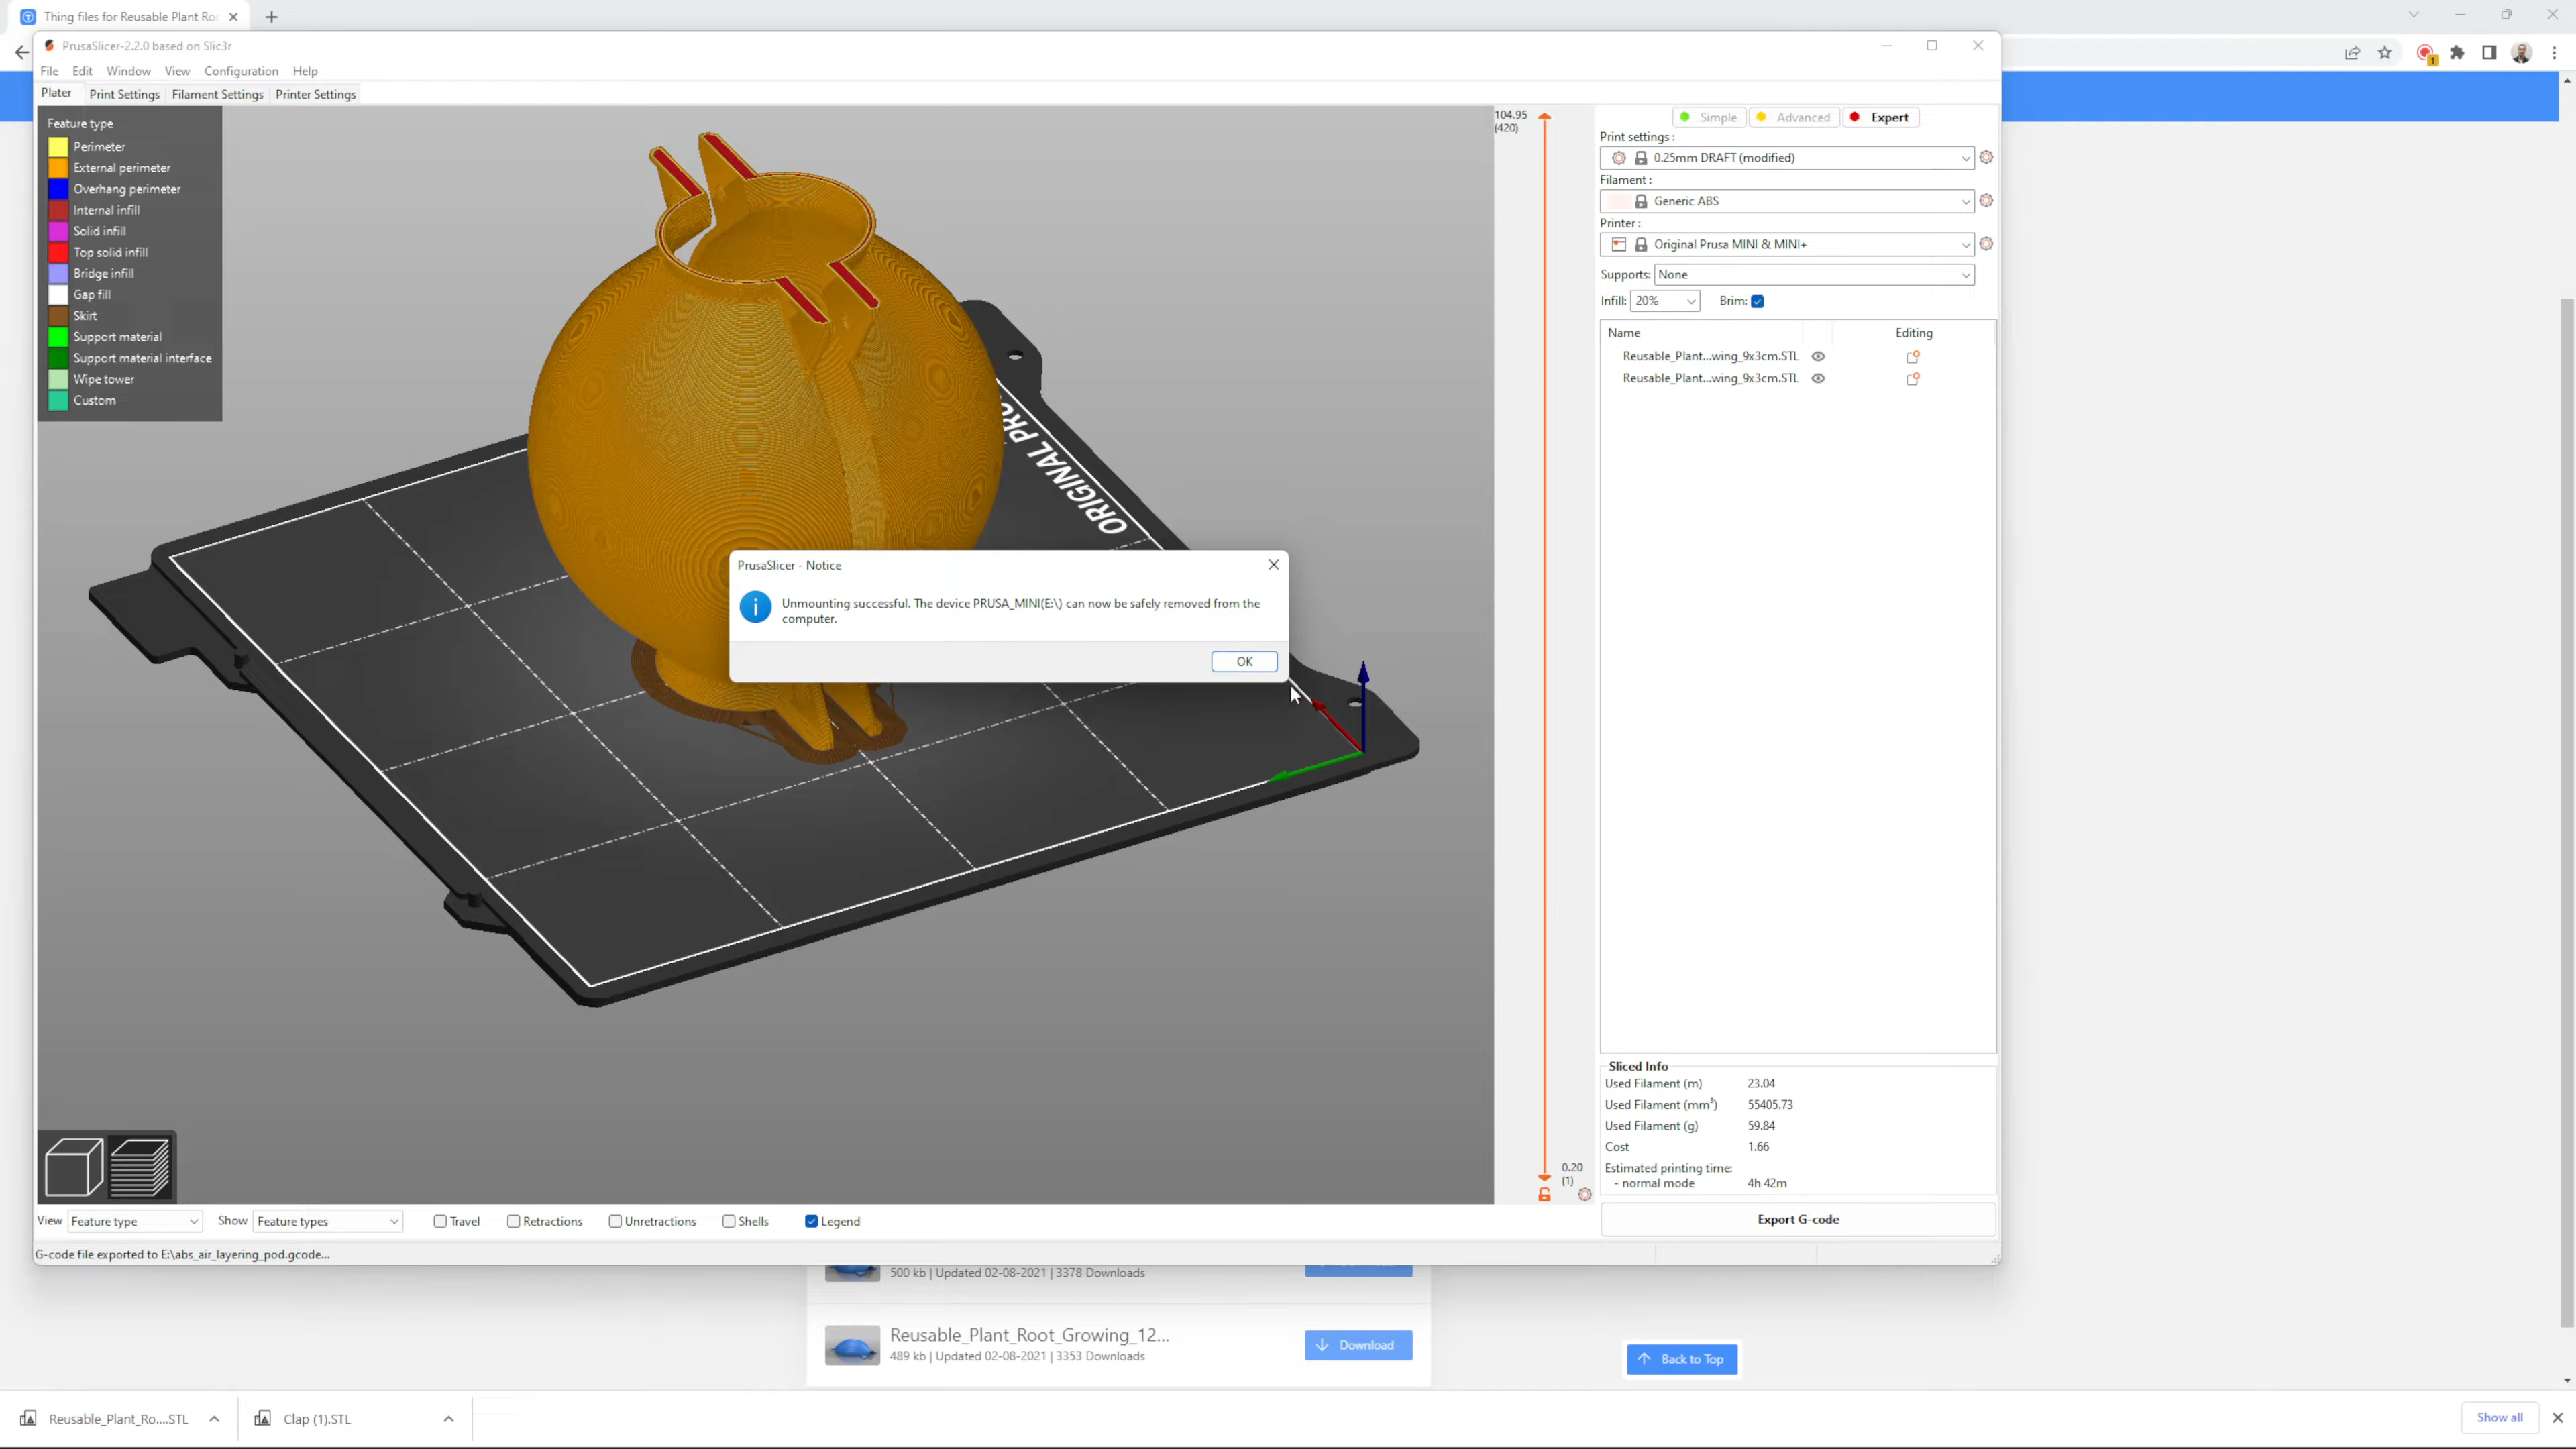 Thing files for Reusable Plant Roo
PrusaSlicer-2.2.0 based on Slic3r
File Edit Window View Configuration Help
Plater Print Settings Filament Settings Printer Settings
Feature type
Perimeter
External perimeter
Overhang perimeter
Internal infill
Solid infill
Top solid infill
Bridge infill
Gap fill
Skirt
Support material
Support material interface
Wipe tower
Custom
ORIGINAL PR
104.95
(420)
0.20
(1)
Simple Advanced Expert
Print settings :
0.25mm DRAFT (modified)
Filament :
Generic ABS
Printer :
Original Prusa MINI & MINI+
Supports: None
Infill: 20% Brim:
Name Editing
Reusable_Plant...wing_9x3cm.STL
Reusable_Plant...wing_9x3cm.STL
PrusaSlicer - Notice
Unmounting successful. The device PRUSA_MINI(E:\) can now be safely removed from the
computer.
OK
Sliced Info
Used Filament (m) 23.04
Used Filament (mm³) 55405.73
Used Filament (g) 59.84
Cost 1.66
Estimated printing time:
- normal mode 4h 42m
Export G-code
View Feature type Show Feature types Travel Retractions Unretractions Shells Legend
G-code file exported to E:\abs_air_layering_pod.gcode...
500 kb | Updated 02-08-2021 | 3378 Downloads
Reusable_Plant_Root_Growing_12...
489 kb | Updated 02-08-2021 | 3353 Downloads
Download
Back to Top
Reusable_Plant_Ro....STL
Clap (1).STL
Show all